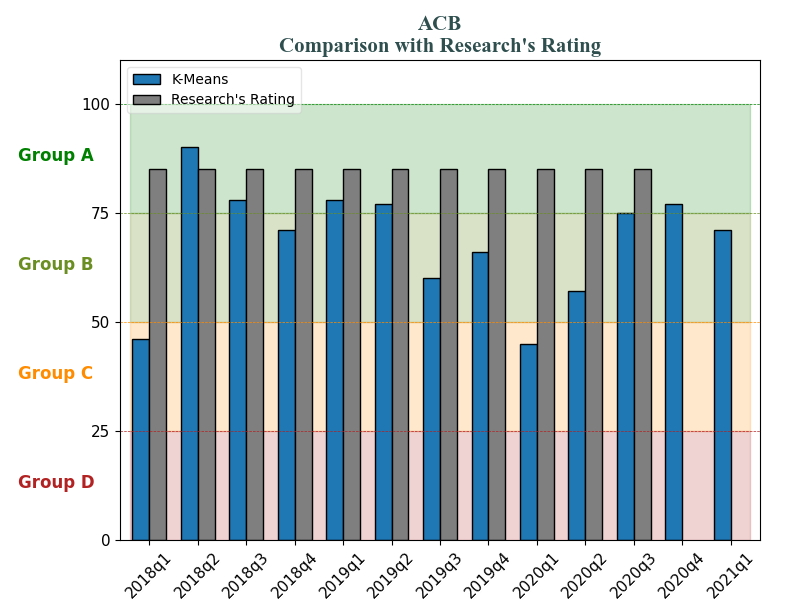 ACB
Comparison with Research's Rating
K-Means
Research's Rating
100
75
50
25
0
Group A
Group B
Group C
Group D
2018q1
2018q2
2018q3
2018q4
2019q1
2019q2
2019q3
2019q4
2020q1
2020q2
2020q3
2020q4
2021q1